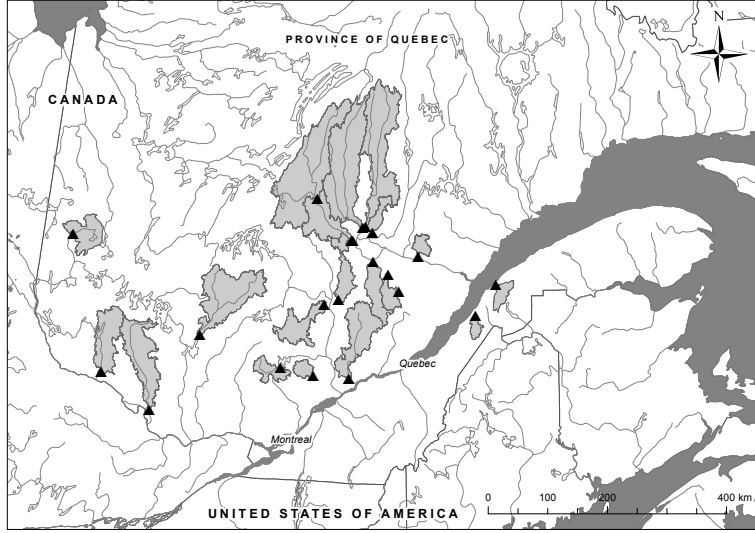 N
PROVINCE OF QUEBEC
CANADA
Quebec
Montreal
0 100 200 400 km
UNITED STATES OF AMERICA